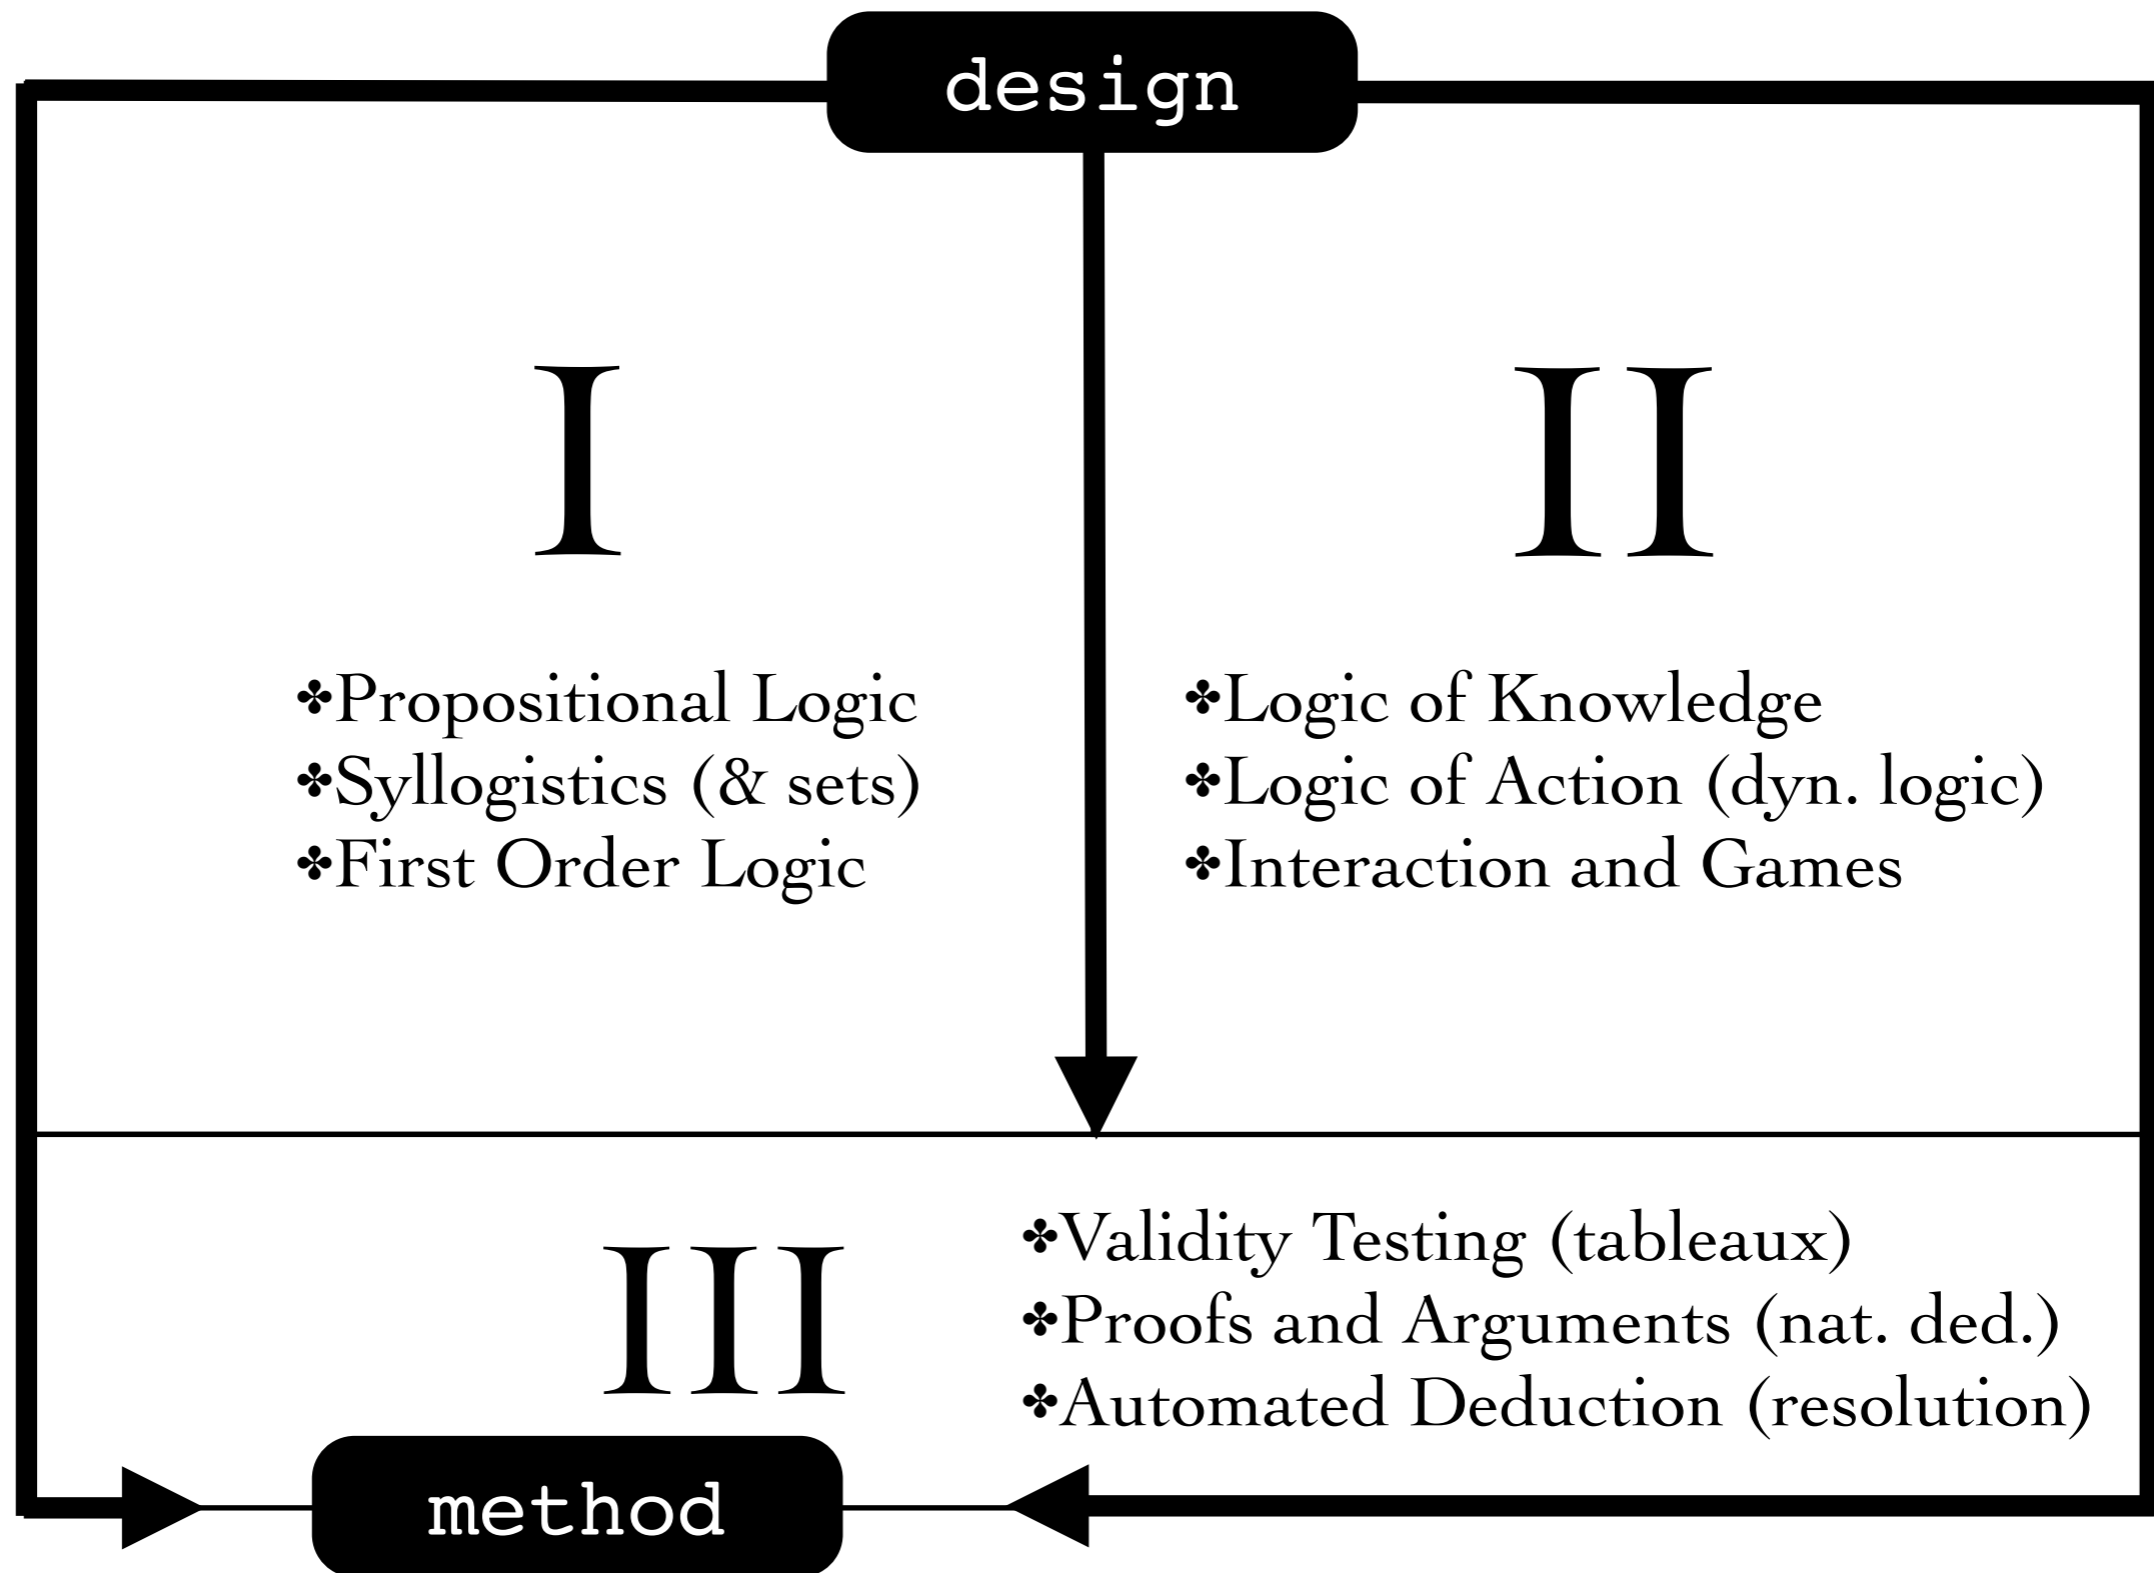 design
I
✤Propositional Logic
✤Syllogistics (& sets)
✤First Order Logic
II
✤Logic of Knowledge
✤Logic of Action (dyn. logic)
✤Interaction and Games
III
✤Validity Testing (tableaux)
✤Proofs and Arguments (nat. ded.)
✤Automated Deduction (resolution)
method